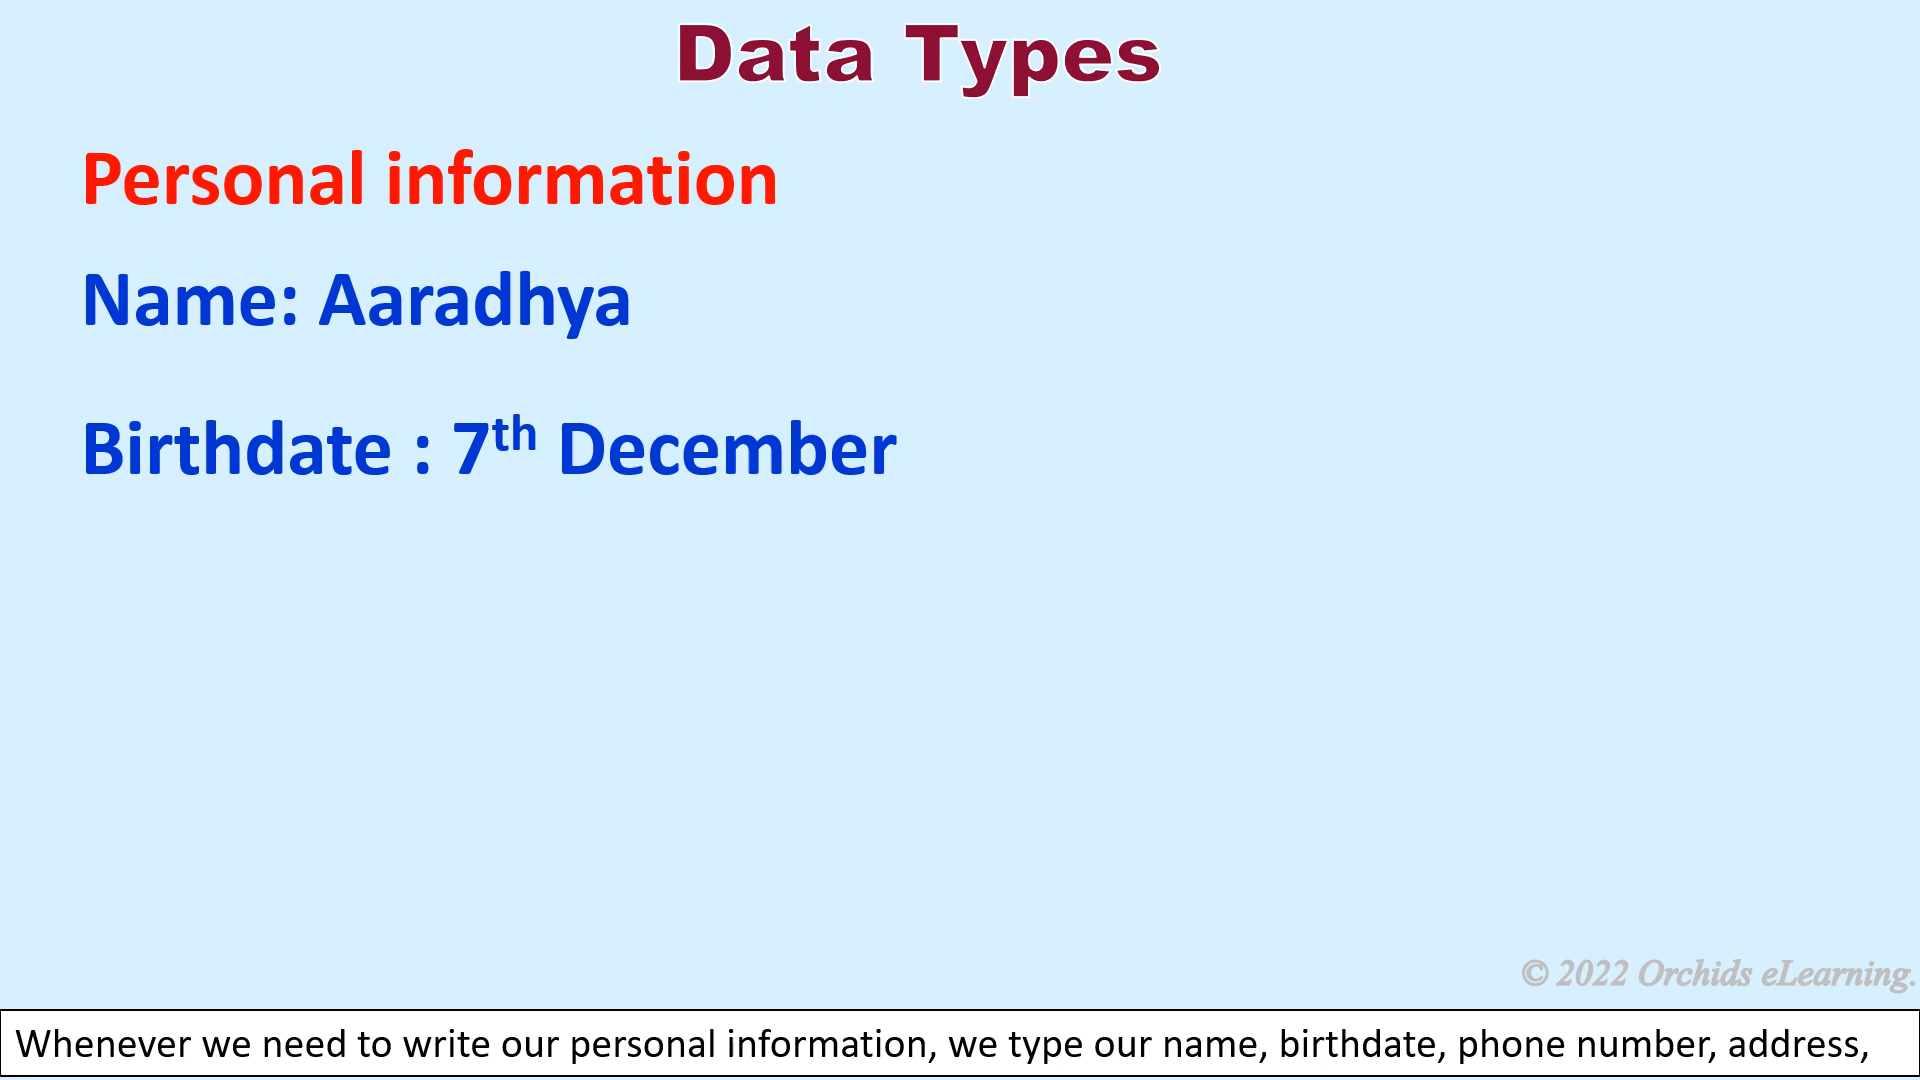 Data Types
Personal information
Name: Aaradhya
Birthdate : 7th December
© 2022 Orchids eLearning.
Whenever we need to write our personal information, we type our name, birthdate, phone number, address,